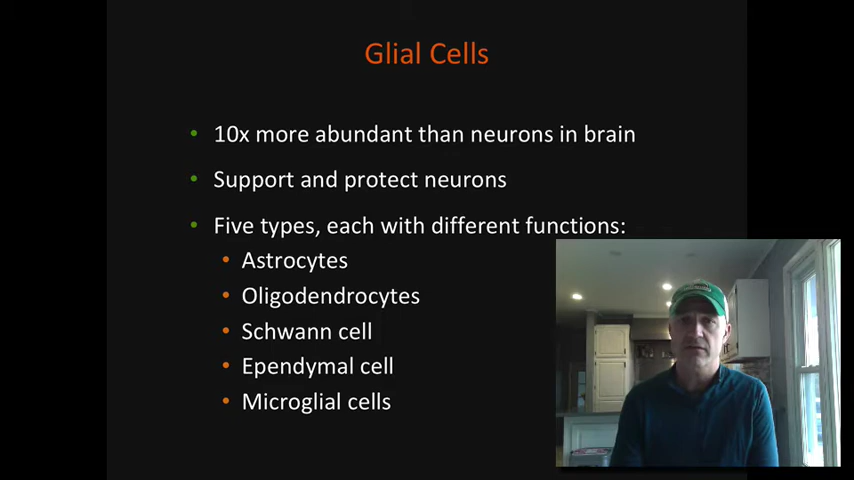 Glial Cells
• 10x more abundant than neurons in brain
• Support and protect neurons
• Five types, each with different functions:
• Astrocytes
• Oligodendrocytes
• Schwann cell
• Ependymal cell
• Microglial cells